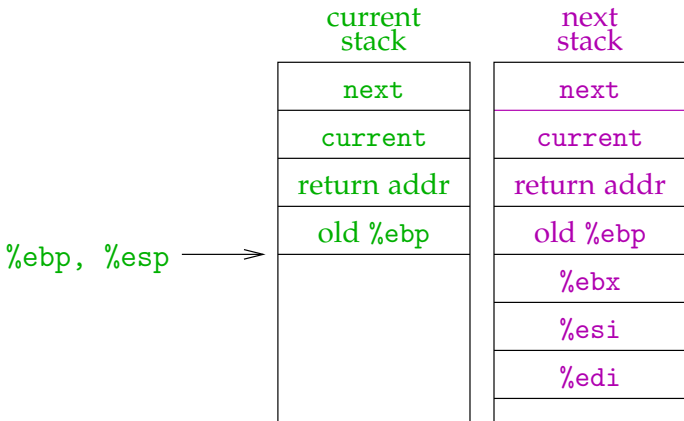 current
stack
next
stack
next
next
current
current
return addr
return addr
old %ebp
old %ebp
%ebp, %esp
%ebx
%esi
%edi